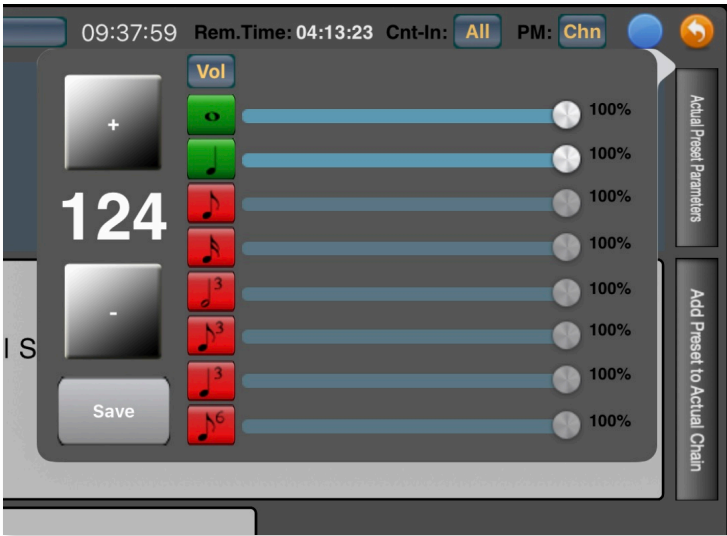 09:37:59 Rem.Time: 04:13:23 Cnt-In: All PM: Chn
Vol
+
124
-
Save
100%
100%
100%
100%
3 100%
3 100%
3 100%
6 100%
l S
Actual Preset Parameters
Add Preset to Actual Chain